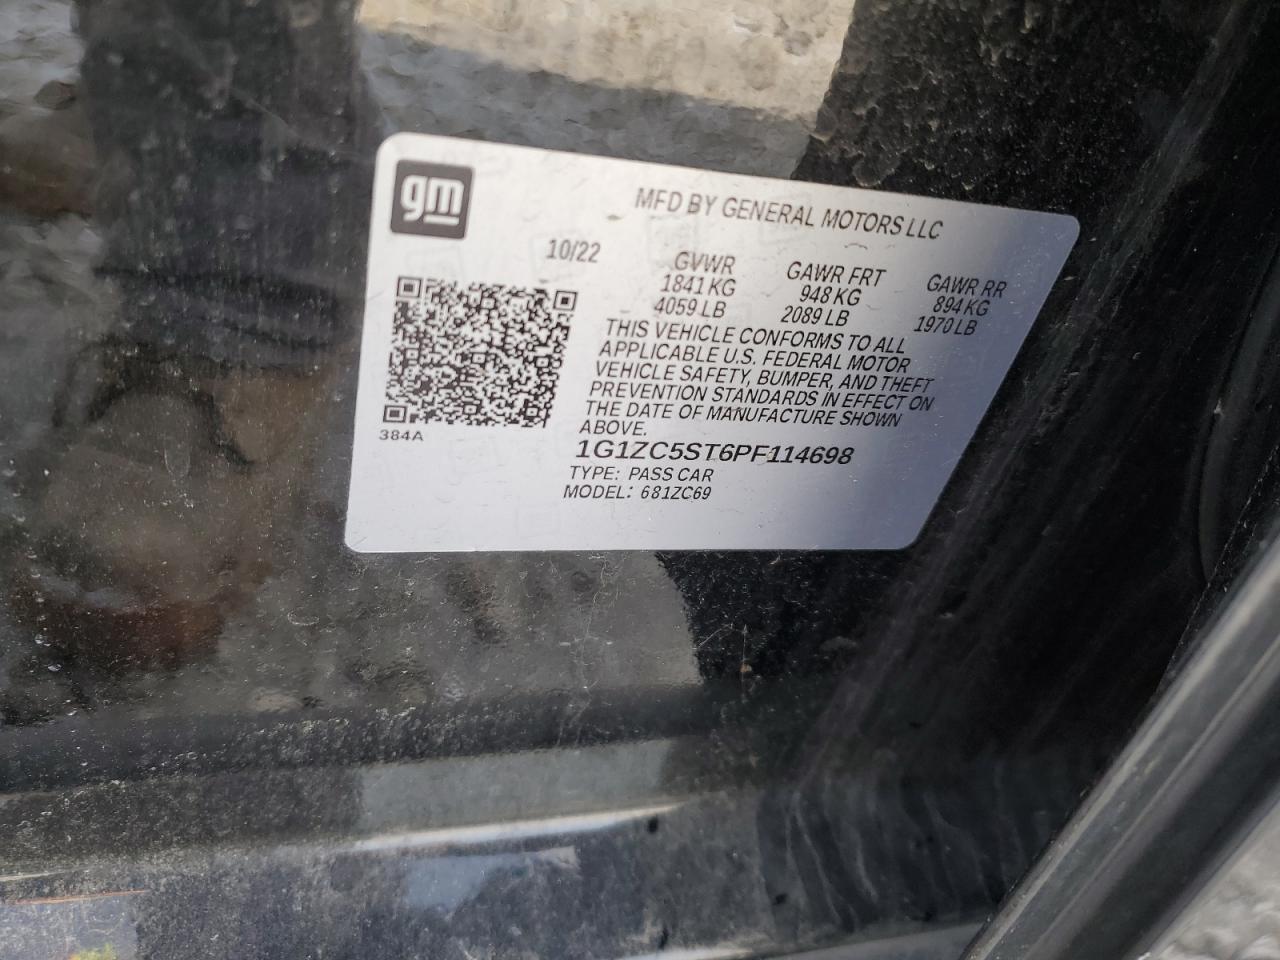 gm
MFD BY GENERAL MOTORS LLC
10/22 GVWR GAWR FRT GAWR RR
1841 KG 948 KG 894 KG
4059 LB 2089 LB 1970 LB
THIS VEHICLE CONFORMS TO ALL
APPLICABLE U.S. FEDERAL MOTOR
VEHICLE SAFETY, BUMPER, AND THEFT
PREVENTION STANDARDS IN EFFECT ON
THE DATE OF MANUFACTURE SHOWN
ABOVE.
384A
1G1ZC5ST6PF114698
TYPE: PASS CAR
MODEL: 681ZC69